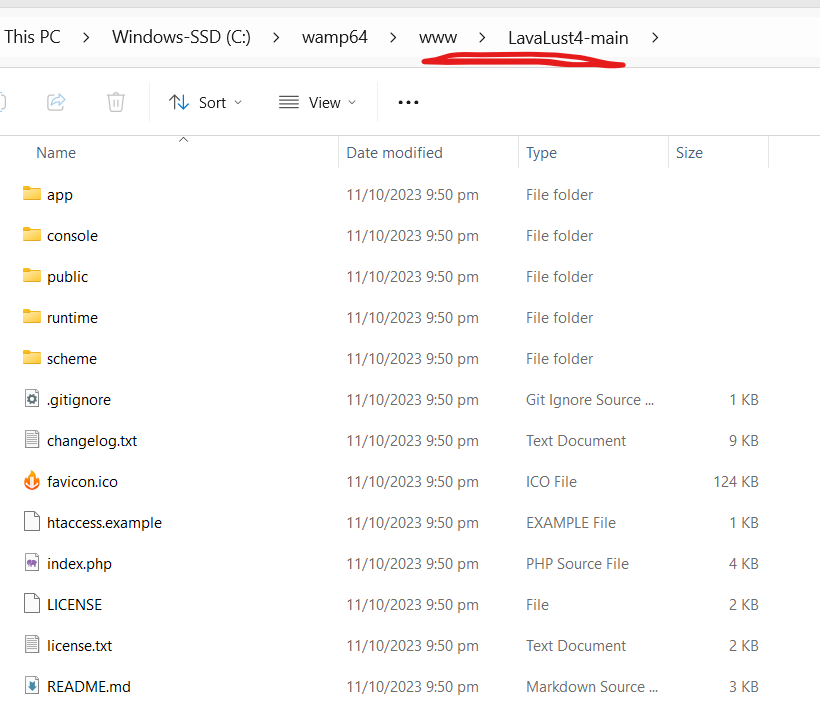 This PC > Windows-SSD (C:) > wamp64 > www > LavaLust4-main >
Sort View ...
Name Date modified Type Size
app 11/10/2023 9:50 pm File folder
console 11/10/2023 9:50 pm File folder
public 11/10/2023 9:50 pm File folder
runtime 11/10/2023 9:50 pm File folder
scheme 11/10/2023 9:50 pm File folder
.gitignore 11/10/2023 9:50 pm Git Ignore Source ... 1 KB
changelog.txt 11/10/2023 9:50 pm Text Document 9 KB
favicon.ico 11/10/2023 9:50 pm ICO File 124 KB
htaccess.example 11/10/2023 9:50 pm EXAMPLE File 1 KB
index.php 11/10/2023 9:50 pm PHP Source File 4 KB
LICENSE 11/10/2023 9:50 pm File 2 KB
license.txt 11/10/2023 9:50 pm Text Document 2 KB
README.md 11/10/2023 9:50 pm Markdown Source ... 3 KB